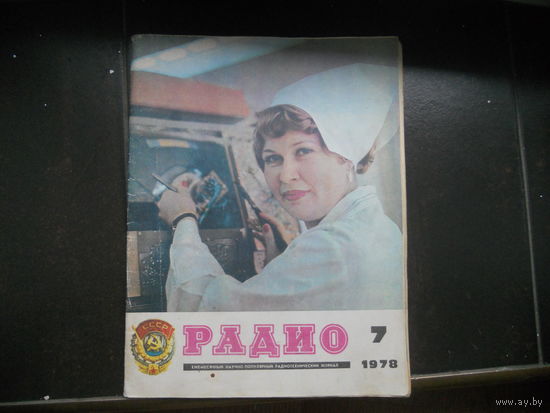 СССР
РАДИО
7
ЕЖЕМЕСЯЧНЫЙ НАУЧНО-ПОПУЛЯРНЫЙ РАДИОТЕХНИЧЕСКИЙ ЖУРНАЛ
1978
www.ay.by